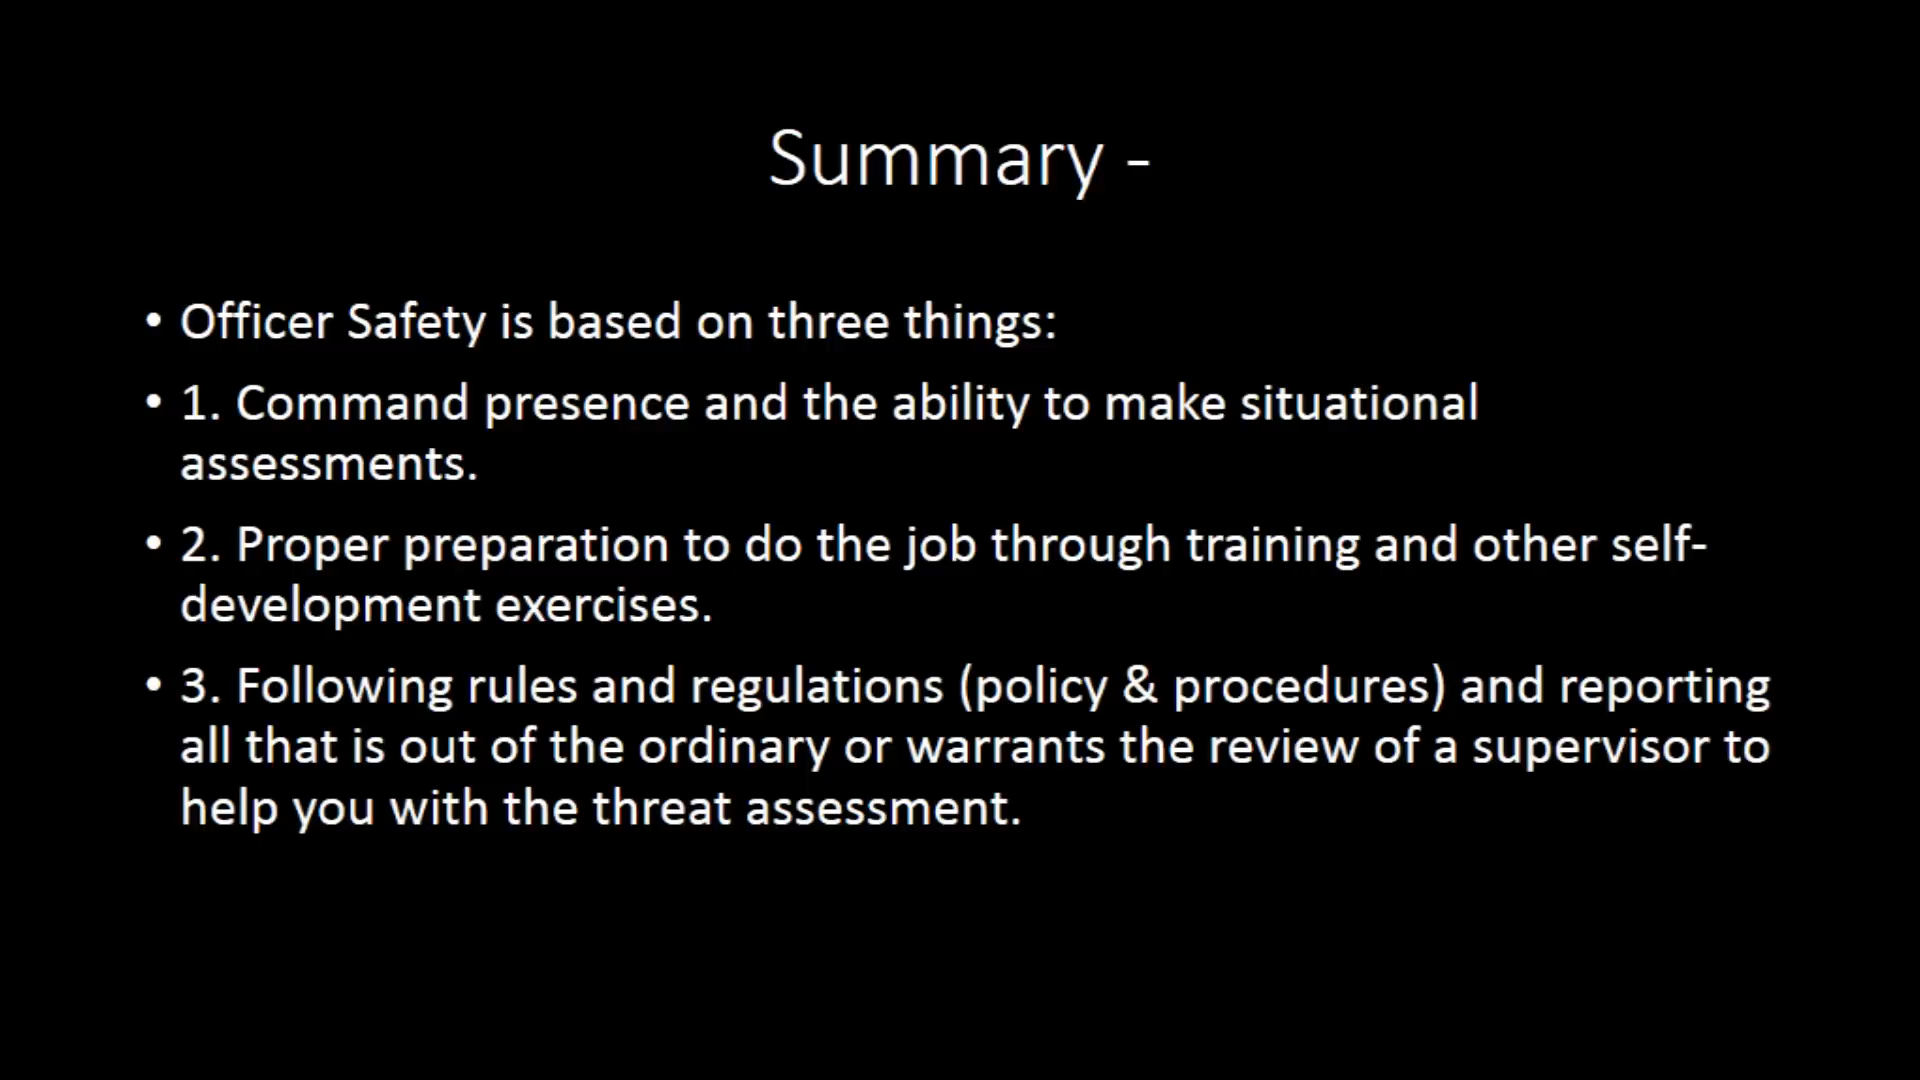 Summary -
• Officer Safety is based on three things:
• 1. Command presence and the ability to make situational
assessments.
• 2. Proper preparation to do the job through training and other self-
development exercises.
• 3. Following rules and regulations (policy & procedures) and reporting
all that is out of the ordinary or warrants the review of a supervisor to
help you with the threat assessment.